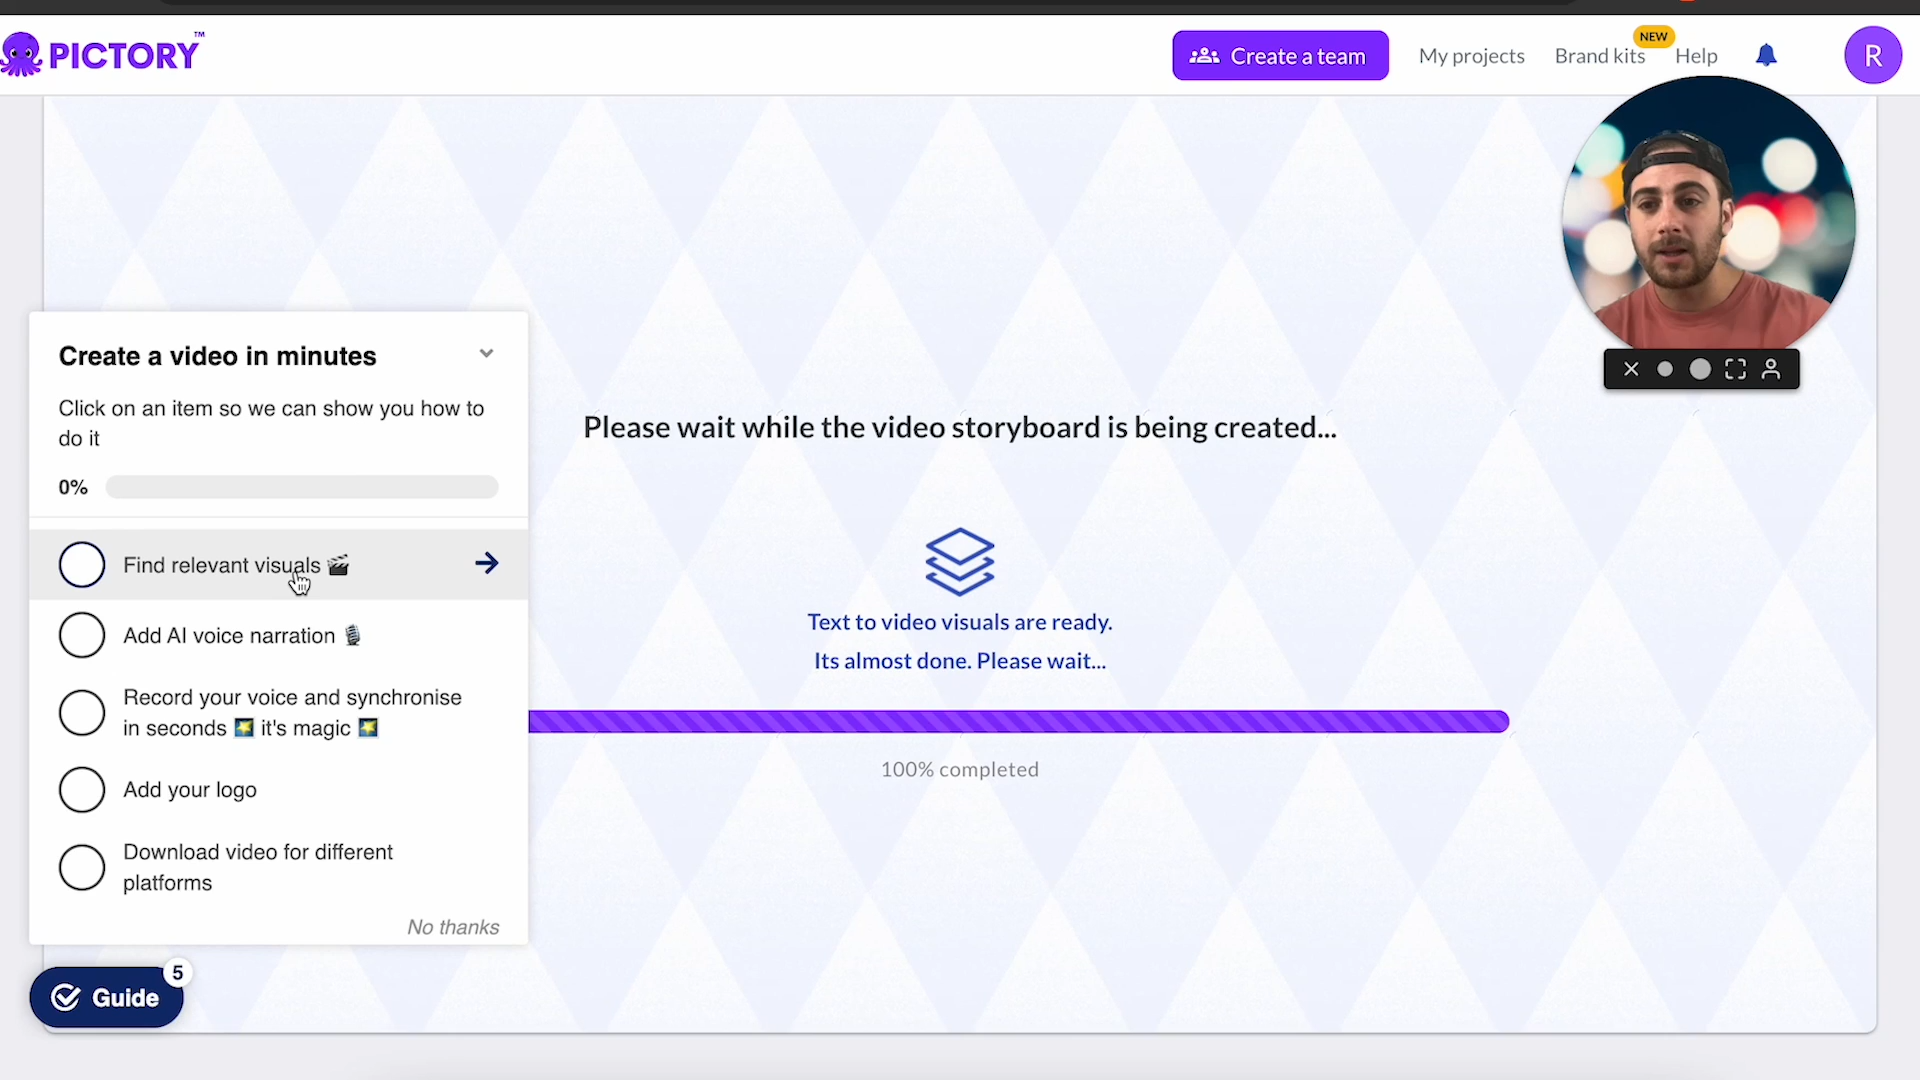 PICTORY™
Create a team
My projects
Brand kits
NEW
Help
R
Create a video in minutes
Click on an item so we can show you how to
do it
0%
Find relevant visuals
Add AI voice narration
Record your voice and synchronise
in seconds 🌠 it's magic 🌠
Add your logo
Download video for different
platforms
No thanks
5
Guide
Please wait while the video storyboard is being created...
Text to video visuals are ready.
Its almost done. Please wait...
100% completed